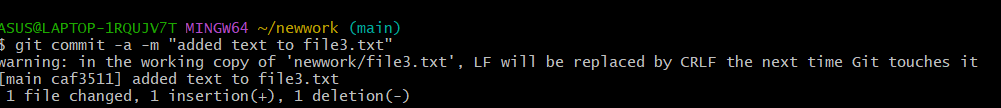 ASUS@LAPTOP-1RQUJV7T MINGW64 ~/newwork (main)
$ git commit -a -m "added text to file3.txt"
warning: in the working copy of 'newwork/file3.txt', LF will be replaced by CRLF the next time Git touches it
[main caf3511] added text to file3.txt
1 file changed, 1 insertion(+), 1 deletion(-)